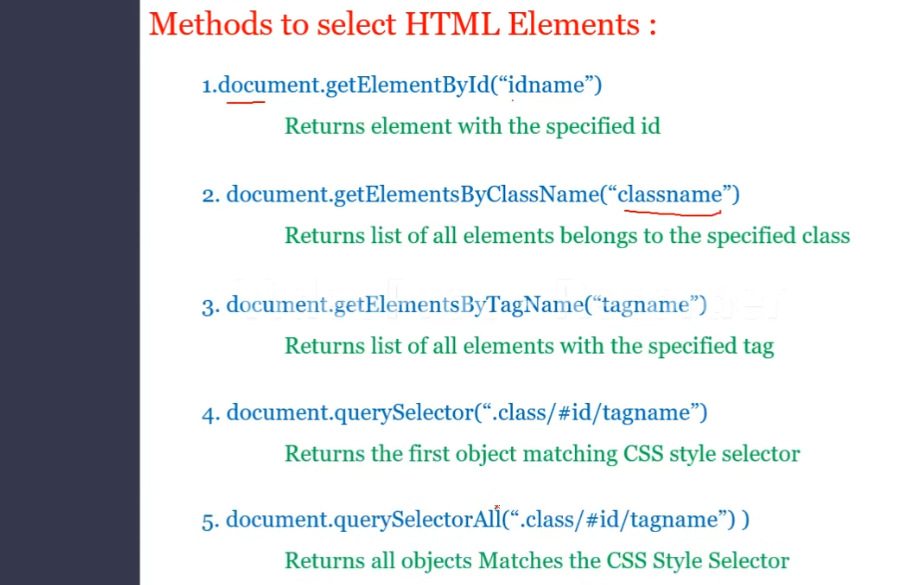 Methods to select HTML Elements :
1.document.getElementById(“idname”)
Returns element with the specified id
2. document.getElementsByClassName(“classname”)
Returns list of all elements belongs to the specified class
3. document.getElementsByTagName(“tagname”)
Returns list of all elements with the specified tag
4. document.querySelector(“.class/#id/tagname”)
Returns the first object matching CSS style selector
5. document.querySelectorAll(“.class/#id/tagname”) )
Returns all objects Matches the CSS Style Selector